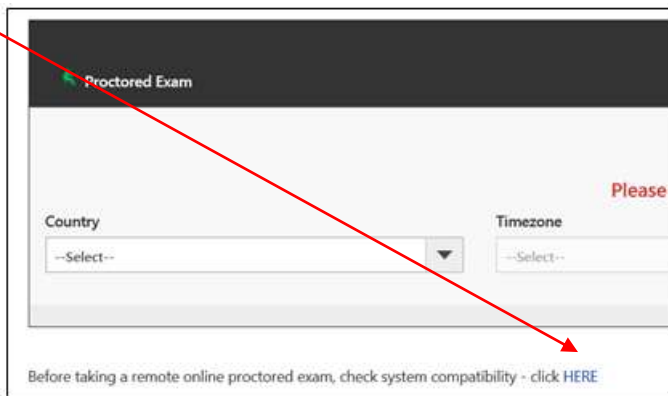 Proctored Exam
Please
Country Timezone
--Select-- --Select--
Before taking a remote online proctored exam, check system compatibility - click HERE